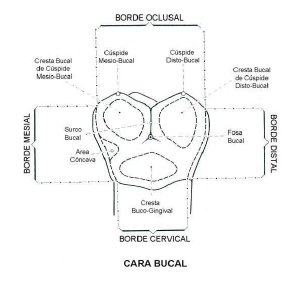 BORDE OCLUSAL
Cúspide
Mesio-Bucal
Cúspide
Disto-Bucal
Cresta Bucal
de Cúspide
Mesio-Bucal
Cresta Bucal
de Cúspide
Disto-Bucal
BORDE MESIAL
Surco
Bucal
Fosa
Bucal
BORDE DISTAL
Area
Cóncava
Cresta
Buco-Gingival
BORDE CERVICAL
CARA BUCAL